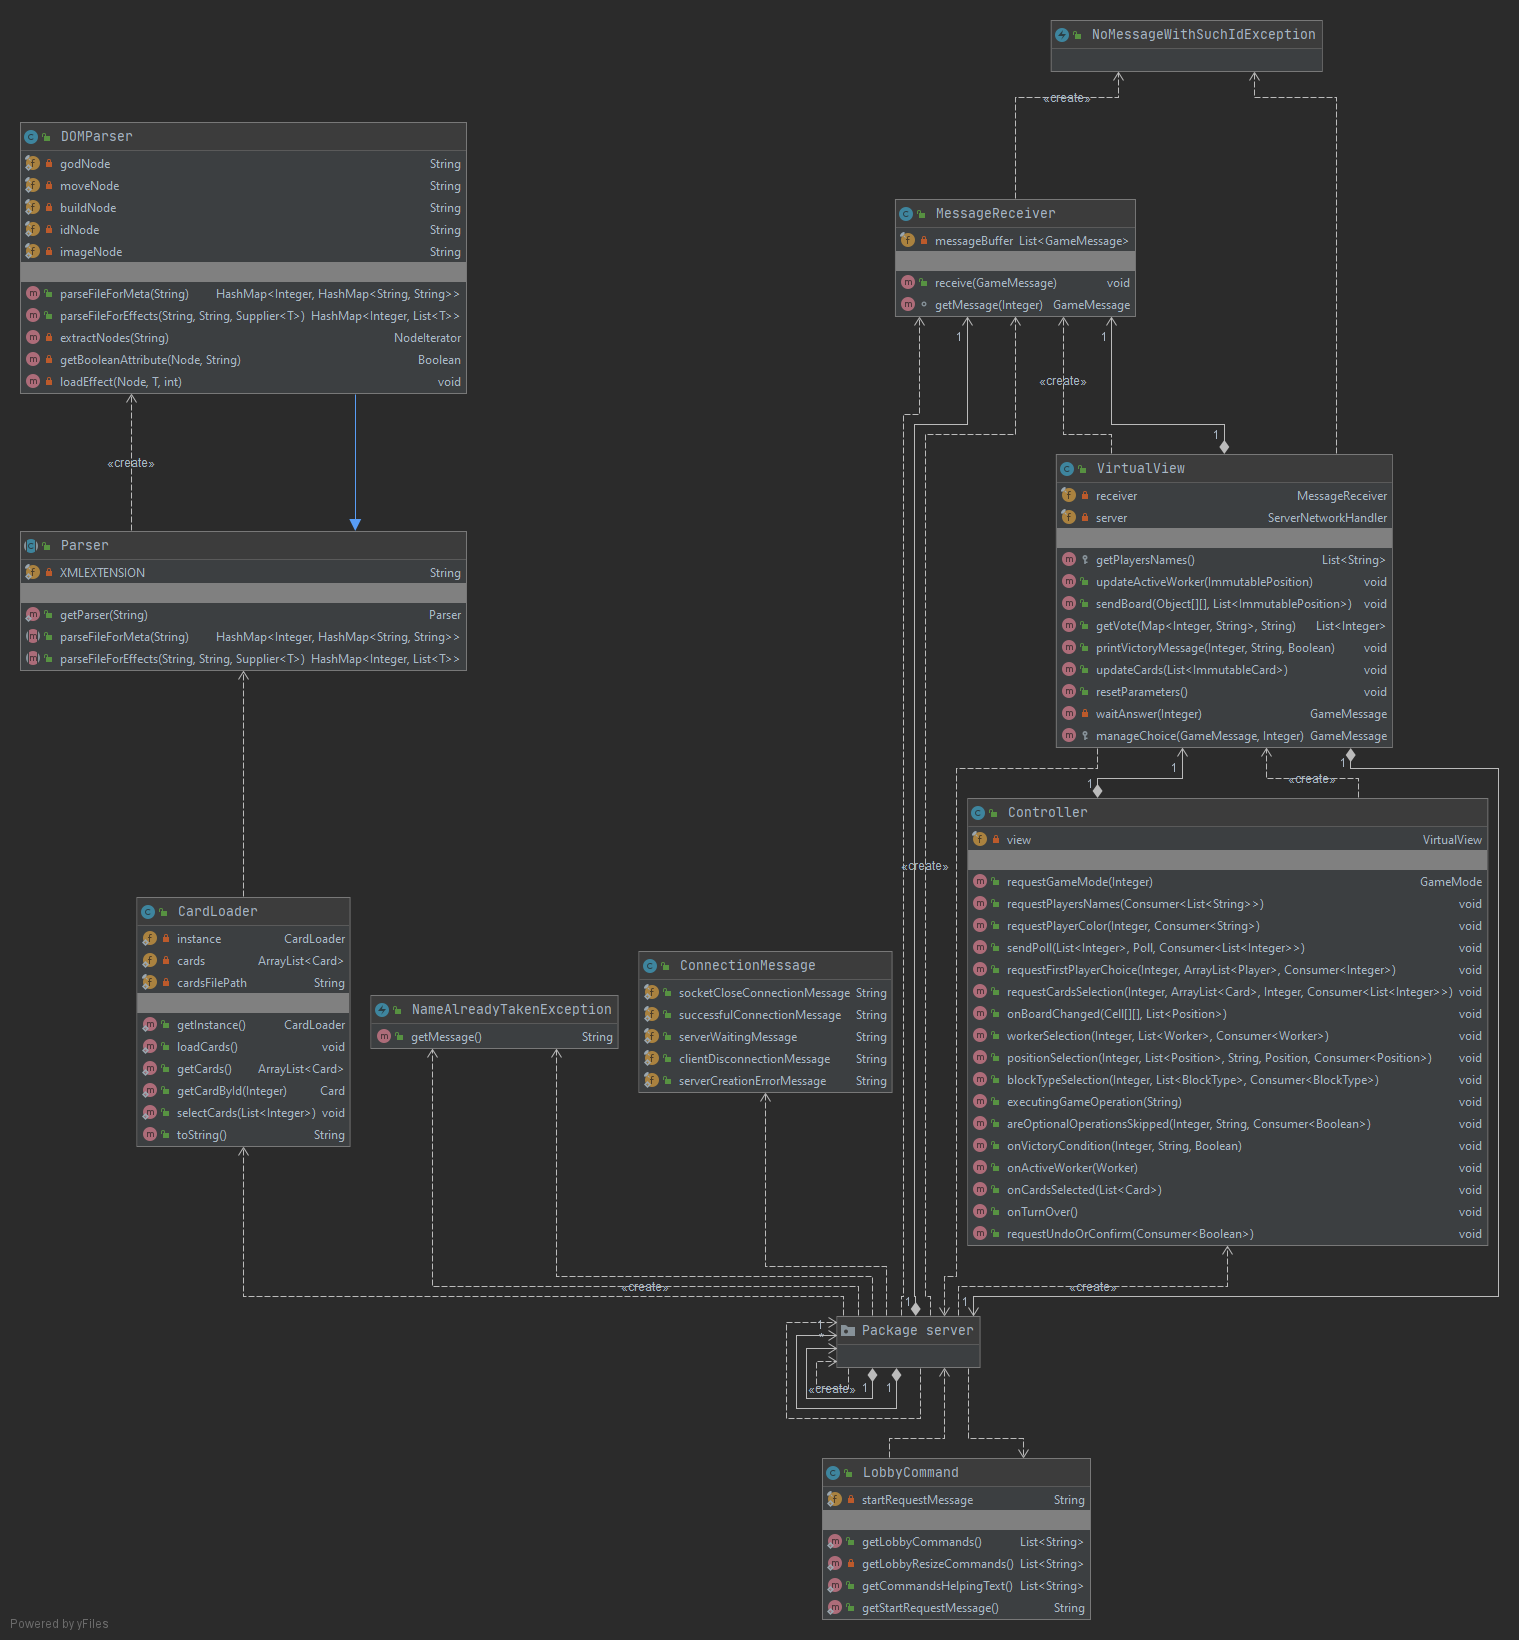 NoMessageWithSuchIdException
«create»
DOMParser
godNode String
moveNode String
buildNode String
idNode String
imageNode String
parseFileForMeta(String) HashMap<Integer, HashMap<String, String>>
parseFileForEffects(String, String, Supplier<T>) HashMap<Integer, List<T>>
extractNodes(String) NodeIterator
getBooleanAttribute(Node, String) Boolean
loadEffect(Node, T, int) void
MessageReceiver
messageBuffer List<GameMessage>
receive(GameMessage) void
getMessage(Integer) GameMessage
1
1
«create»
1
«create»
VirtualView
receiver MessageReceiver
server ServerNetworkHandler
getPlayersNames() List<String>
updateActiveWorker(ImmutablePosition) void
sendBoard(Object[][], List<ImmutablePosition>) void
getVote(Map<Integer, String>, String) List<Integer>
printVictoryMessage(Integer, String, Boolean) void
updateCards(List<ImmutableCard>) void
resetParameters() void
waitAnswer(Integer) GameMessage
manageChoice(GameMessage, Integer) GameMessage
Parser
XMLEXTENSION String
getParser(String) Parser
parseFileForMeta(String) HashMap<Integer, HashMap<String, String>>
parseFileForEffects(String, String, Supplier<T>) HashMap<Integer, List<T>>
1
1
1
«create»
Controller
view VirtualView
requestGameMode(Integer) GameMode
requestPlayersNames(Consumer<List<String>>) void
requestPlayerColor(Integer, Consumer<String>) void
sendPoll(List<Integer>, Poll, Consumer<List<Integer>>) void
requestFirstPlayerChoice(Integer, ArrayList<Player>, Consumer<Integer>) void
requestCardsSelection(Integer, ArrayList<Card>, Integer, Consumer<List<Integer>>) void
onBoardChanged(Cell[][], List<Position>) void
workerSelection(Integer, List<Worker>, Consumer<Worker>) void
positionSelection(Integer, List<Position>, String, Position, Consumer<Position>) void
blockTypeSelection(Integer, List<BlockType>, Consumer<BlockType>) void
executingGameOperation(String) void
areOptionalOperationsSkipped(Integer, String, Consumer<Boolean>) void
onVictoryCondition(Integer, String, Boolean) void
onActiveWorker(Worker) void
onCardsSelected(List<Card>) void
onTurnOver() void
requestUndoOrConfirm(Consumer<Boolean>) void
«create»
CardLoader
instance CardLoader
cards ArrayList<Card>
cardsFilePath String
getInstance() CardLoader
loadCards() void
getCards() ArrayList<Card>
getCardById(Integer) Card
selectCards(List<Integer>) void
toString() String
NameAlreadyTakenException
getMessage() String
ConnectionMessage
socketCloseConnectionMessage String
successfulConnectionMessage String
serverWaitingMessage String
clientDisconnectionMessage String
serverCreationErrorMessage String
«create»
«create»
1
1
Package server
1
*
«create»
1
1
LobbyCommand
startRequestMessage String
getLobbyCommands() List<String>
getLobbyResizeCommands() List<String>
getCommandsHelpingText() List<String>
getStartRequestMessage() String
Powered by yFiles